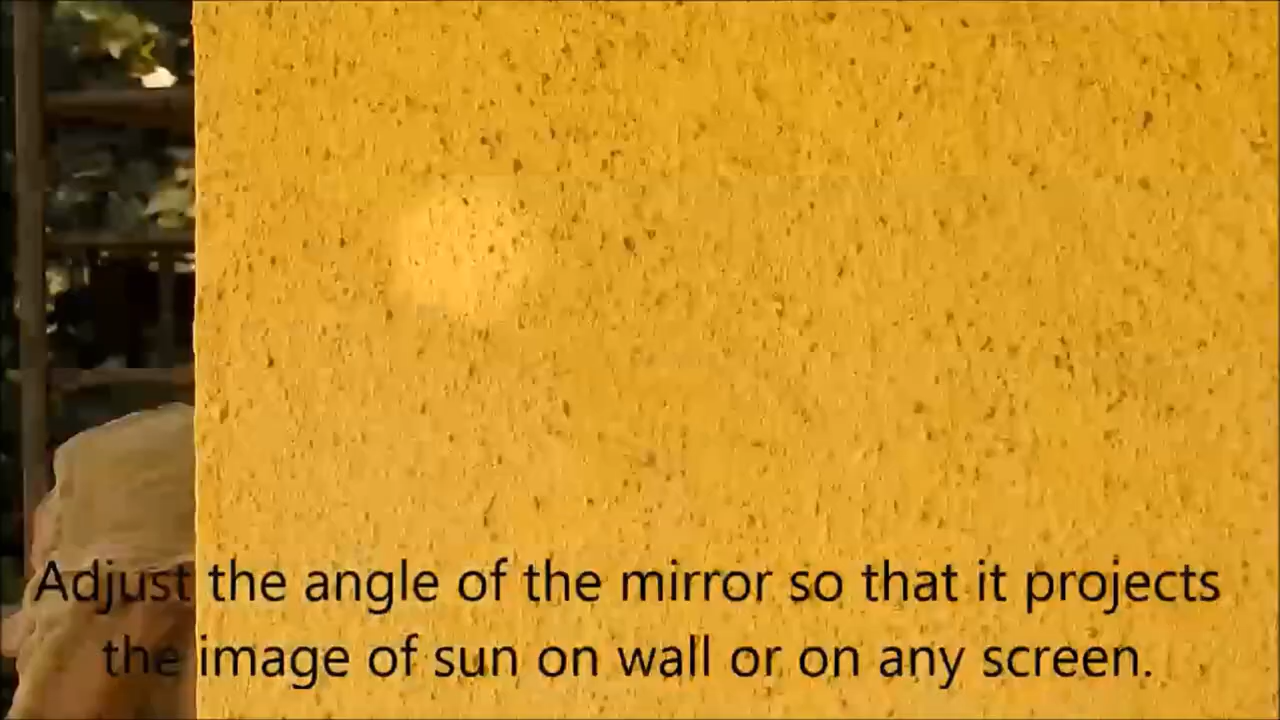 Adjust the angle of the mirror so that it projects
the image of sun on wall or on any screen.